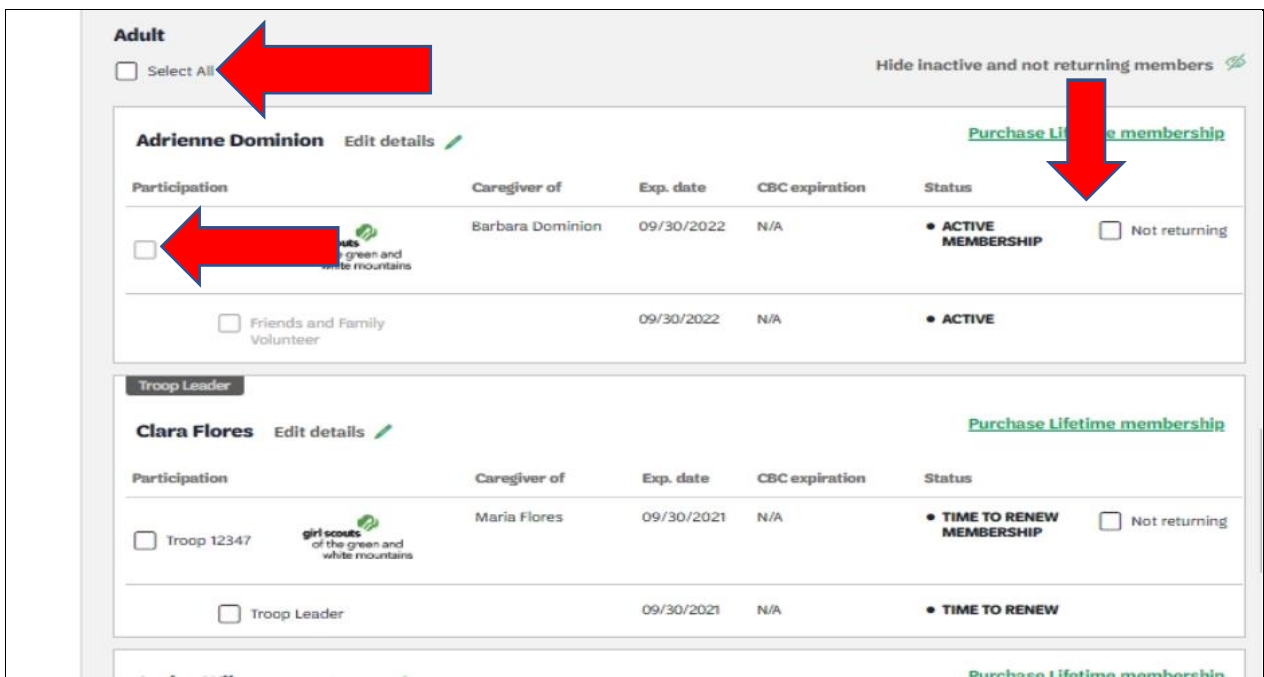 Adult
Select All
Hide inactive and not returning members
Adrienne Dominion Edit details
Purchase membership
Participation Caregiver of Exp. date CBC expiration Status
green and
white mountains
Barbara Dominion 09/30/2022 N/A • ACTIVE
MEMBERSHIP
Not returning
Friends and Family
Volunteer
09/30/2022 N/A • ACTIVE
Troop Leader
Clara Flores Edit details
Purchase Lifetime membership
Participation Caregiver of Exp. date CBC expiration Status
Troop 12347
girl scouts
of the green and
white mountains
Maria Flores 09/30/2021 N/A • TIME TO RENEW
MEMBERSHIP
Not returning
Troop Leader 09/30/2021 N/A • TIME TO RENEW
Purchase Lifetime membership